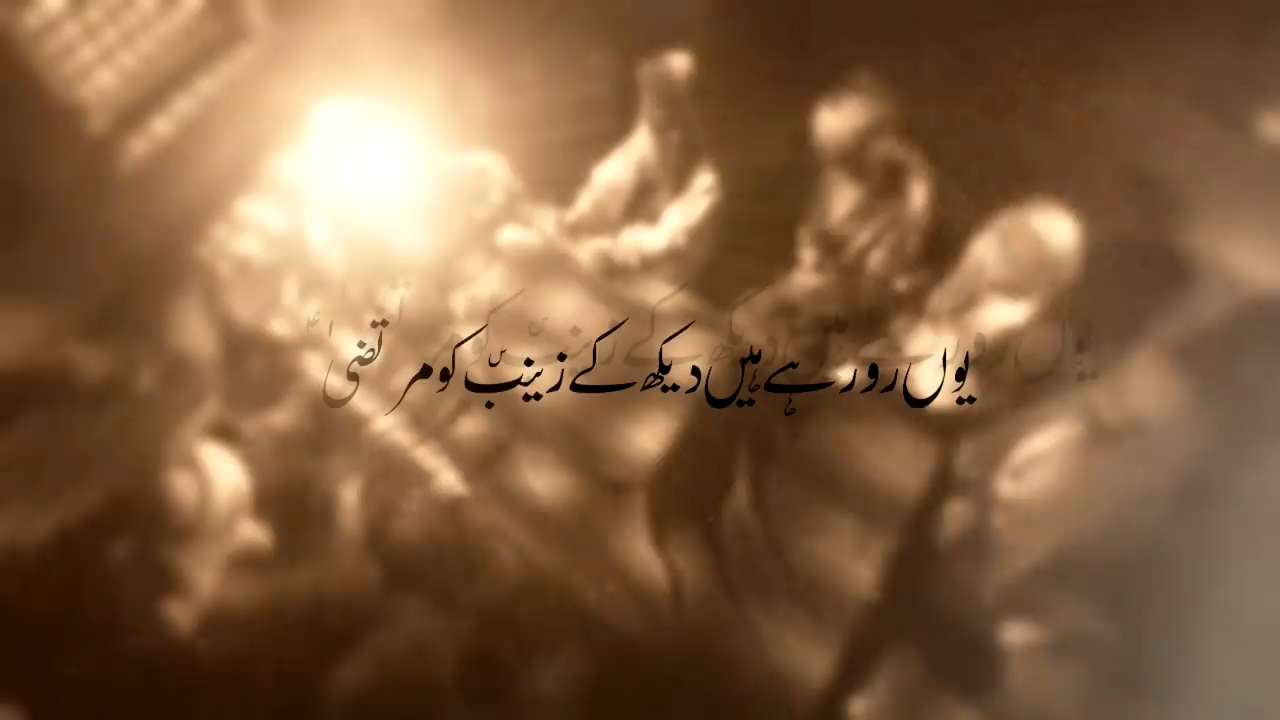 یوں رو رہے ہیں دیکھ کے زینبؑس کو مرتضیٰ